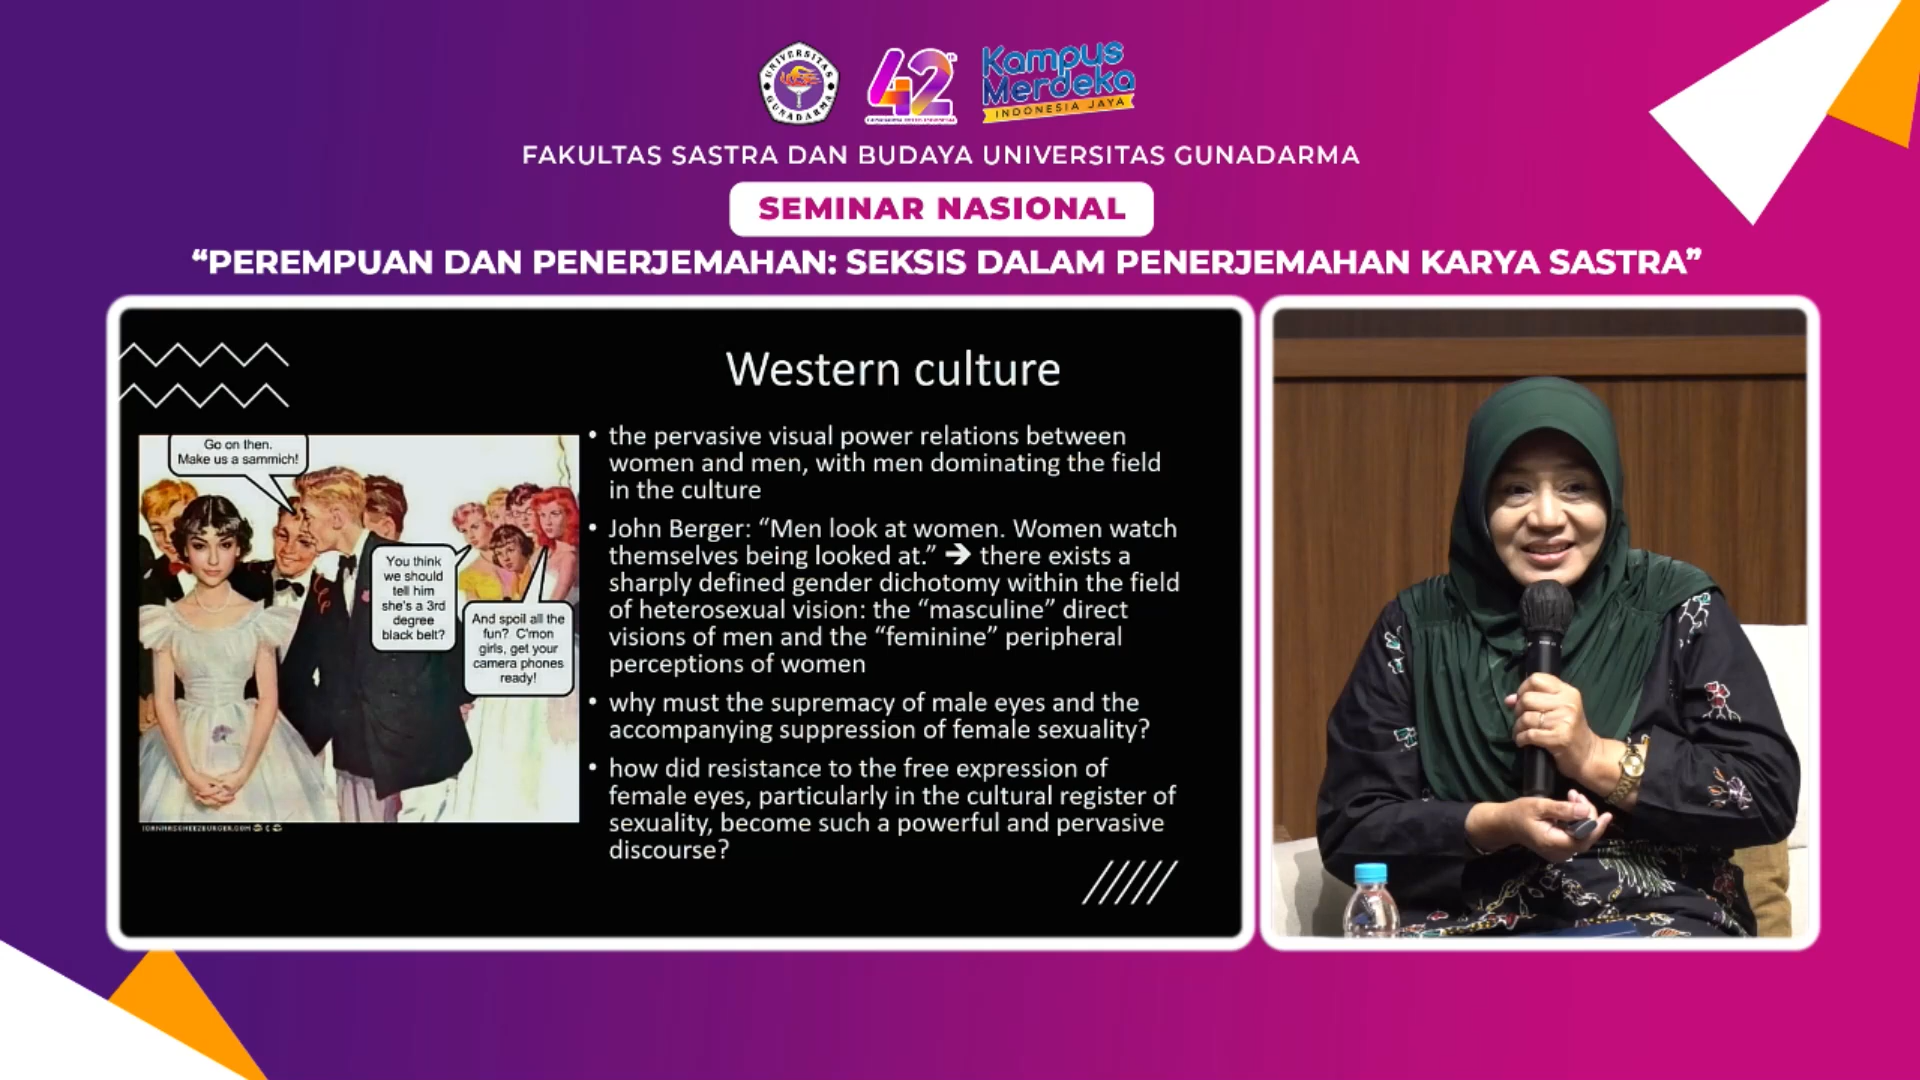 UNIVERSITAS
GUNADARMA
42
Kampus
Merdeka
INDONESIA JAYA
FAKULTAS SASTRA DAN BUDAYA UNIVERSITAS GUNADARMA
SEMINAR NASIONAL
“PEREMPUAN DAN PENERJEMAHAN: SEKSIS DALAM PENERJEMAHAN KARYA SASTRA”
Western culture
Go on then.
Make us a sammich!
You think
we should
tell him
she's a 3rd
degree
black belt?
And spoil all the
fun? C'mon
girls, get your
camera phones
ready!
• the pervasive visual power relations between
women and men, with men dominating the field
in the culture
• John Berger: “Men look at women. Women watch
themselves being looked at.” ➔ there exists a
sharply defined gender dichotomy within the field
of heterosexual vision: the “masculine” direct
visions of men and the “feminine” peripheral
perceptions of women
• why must the supremacy of male eyes and the
accompanying suppression of female sexuality?
• how did resistance to the free expression of
female eyes, particularly in the cultural register of
sexuality, become such a powerful and pervasive
discourse?